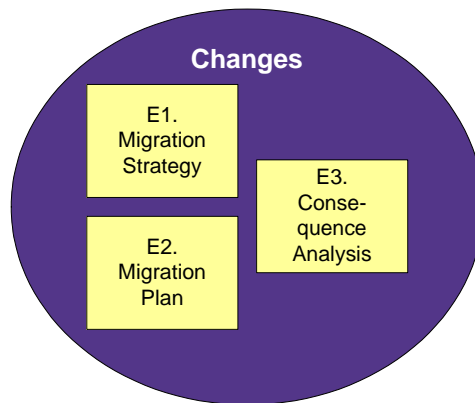 Changes
E1.
Migration
Strategy
E2.
Migration
Plan
E3.
Conse-
quence
Analysis